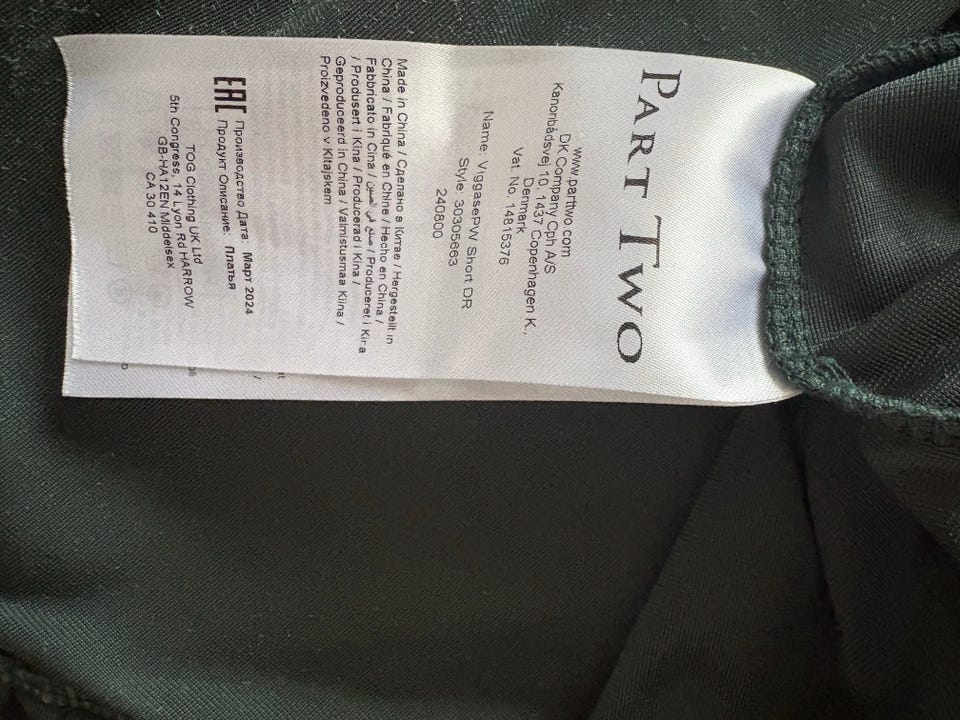 PART TWO
www.parttwo.com
DK Company Cph A/S
Kanonbådsvej 10, 1437 Copenhagen K.,
Denmark
Vat. No. 14815376
Name: ViggasePW Short DR
Style: 30305663
240800
Made in China / Сделано в Китае / Hergestellt in
China / Fabriqué en Chine / Hecho en China /
Fabbricato in Cina / صنع في الصين / Produceret i Kina
/ Produsert i Kina / Producerad i Kina /
Geproduceerd in China / Valmistusmaa Kiina /
Proizvedeno v Kitajskem
EAC Производство Дата: Март 2024
Продукт Описание: Платья
TOG Clothing UK Ltd
5th Congress, 14 Lyon Rd HARROW
GB-HA12EN Middelsex
CA 30 410